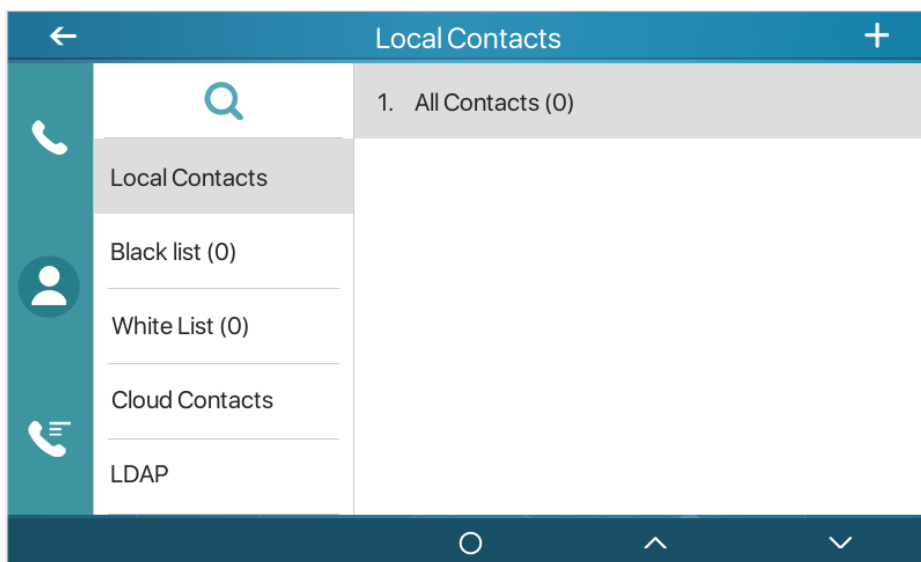 Local Contacts
1. All Contacts (0)
Local Contacts
Black list (0)
White List (0)
Cloud Contacts
LDAP